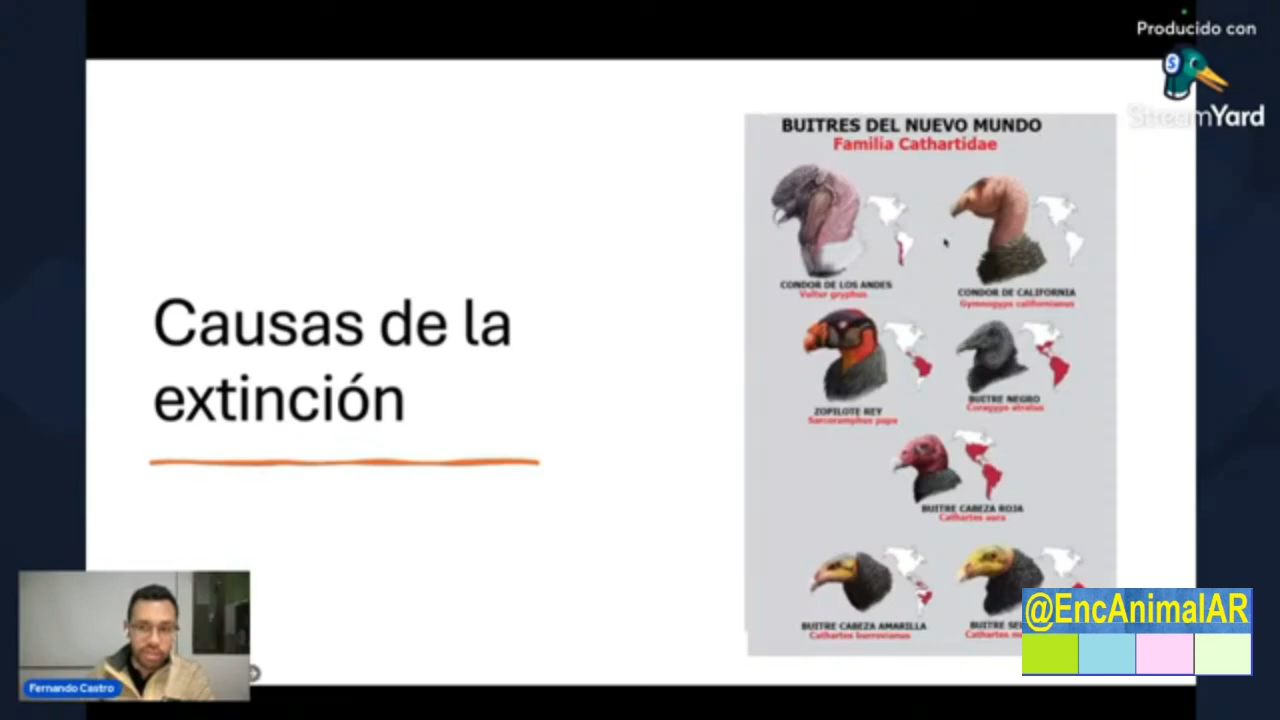 Producido con
StreamYard
BUITRES DEL NUEVO MUNDO
Familia Cathartidae
CONDOR DE LOS ANDES
Vultur gryphus
CONDOR DE CALIFORNIA
Gymnogyps californianus
Causas de la
extinción
ZOPILOTE REY
Sarcoramphus papa
BUITRE NEGRO
Coragyps atratus
BUITRE CABEZA ROJA
Cathartes aura
BUITRE CABEZA AMARILLA
Cathartes burrovianus
BUITRE
Cathartes
@EncAnimalAR
Fernando Castro